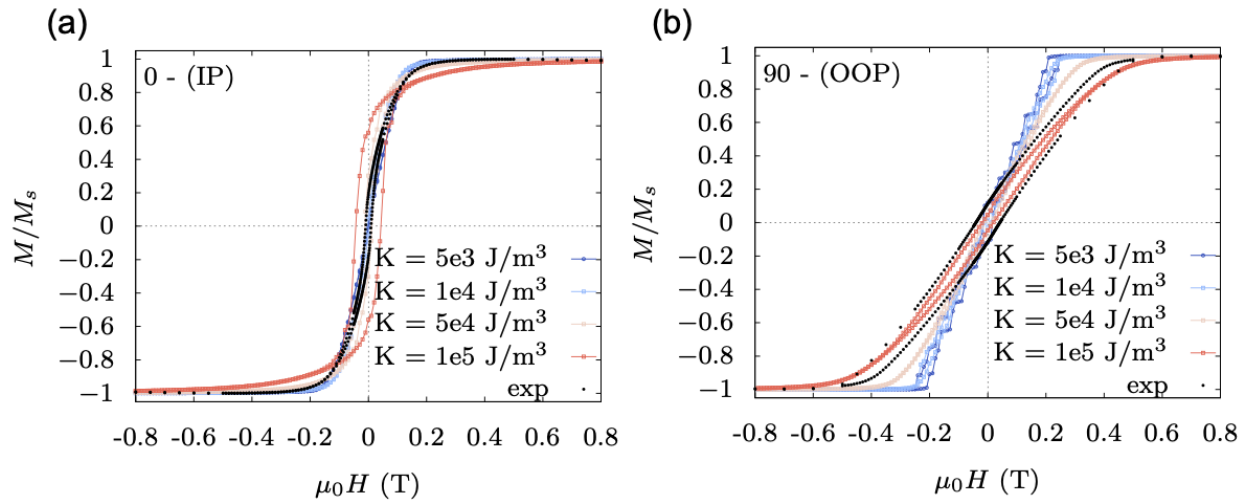 (a)
0 - (IP)
1
0.8
0.6
0.4
0.2
0
−0.2
−0.4
−0.6
−0.8
−1
M/Mₛ
K = 5e3 J/m³
K = 1e4 J/m³
K = 5e4 J/m³
K = 1e5 J/m³
exp
-0.8 -0.6 -0.4 -0.2 0 0.2 0.4 0.6 0.8
μ₀H (T)
(b)
90 - (OOP)
1
0.8
0.6
0.4
0.2
0
−0.2
−0.4
−0.6
−0.8
−1
M/Mₛ
K = 5e3 J/m³
K = 1e4 J/m³
K = 5e4 J/m³
K = 1e5 J/m³
exp
-0.8 -0.6 -0.4 -0.2 0 0.2 0.4 0.6 0.8
μ₀H (T)